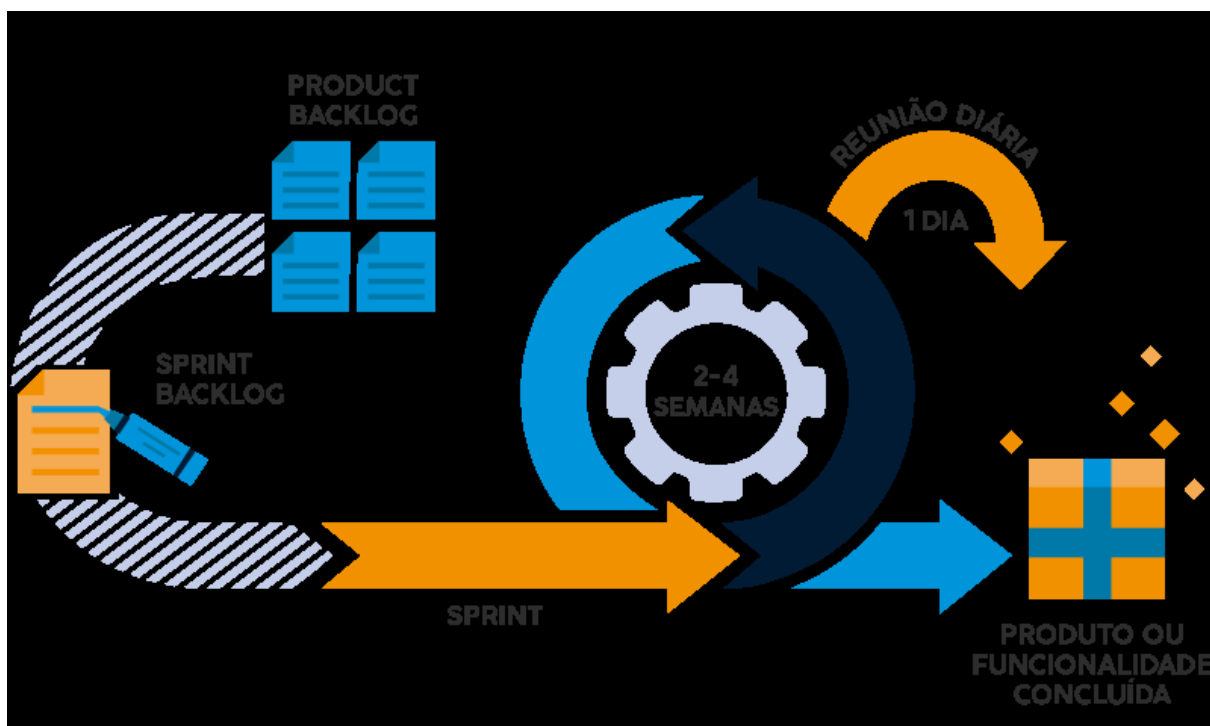 PRODUCT
BACKLOG
REUNIÃO DIÁRIA
1 DIA
SPRINT
BACKLOG
2-4
SEMANAS
SPRINT
PRODUTO OU
FUNCIONALIDADE
CONCLUÍDA